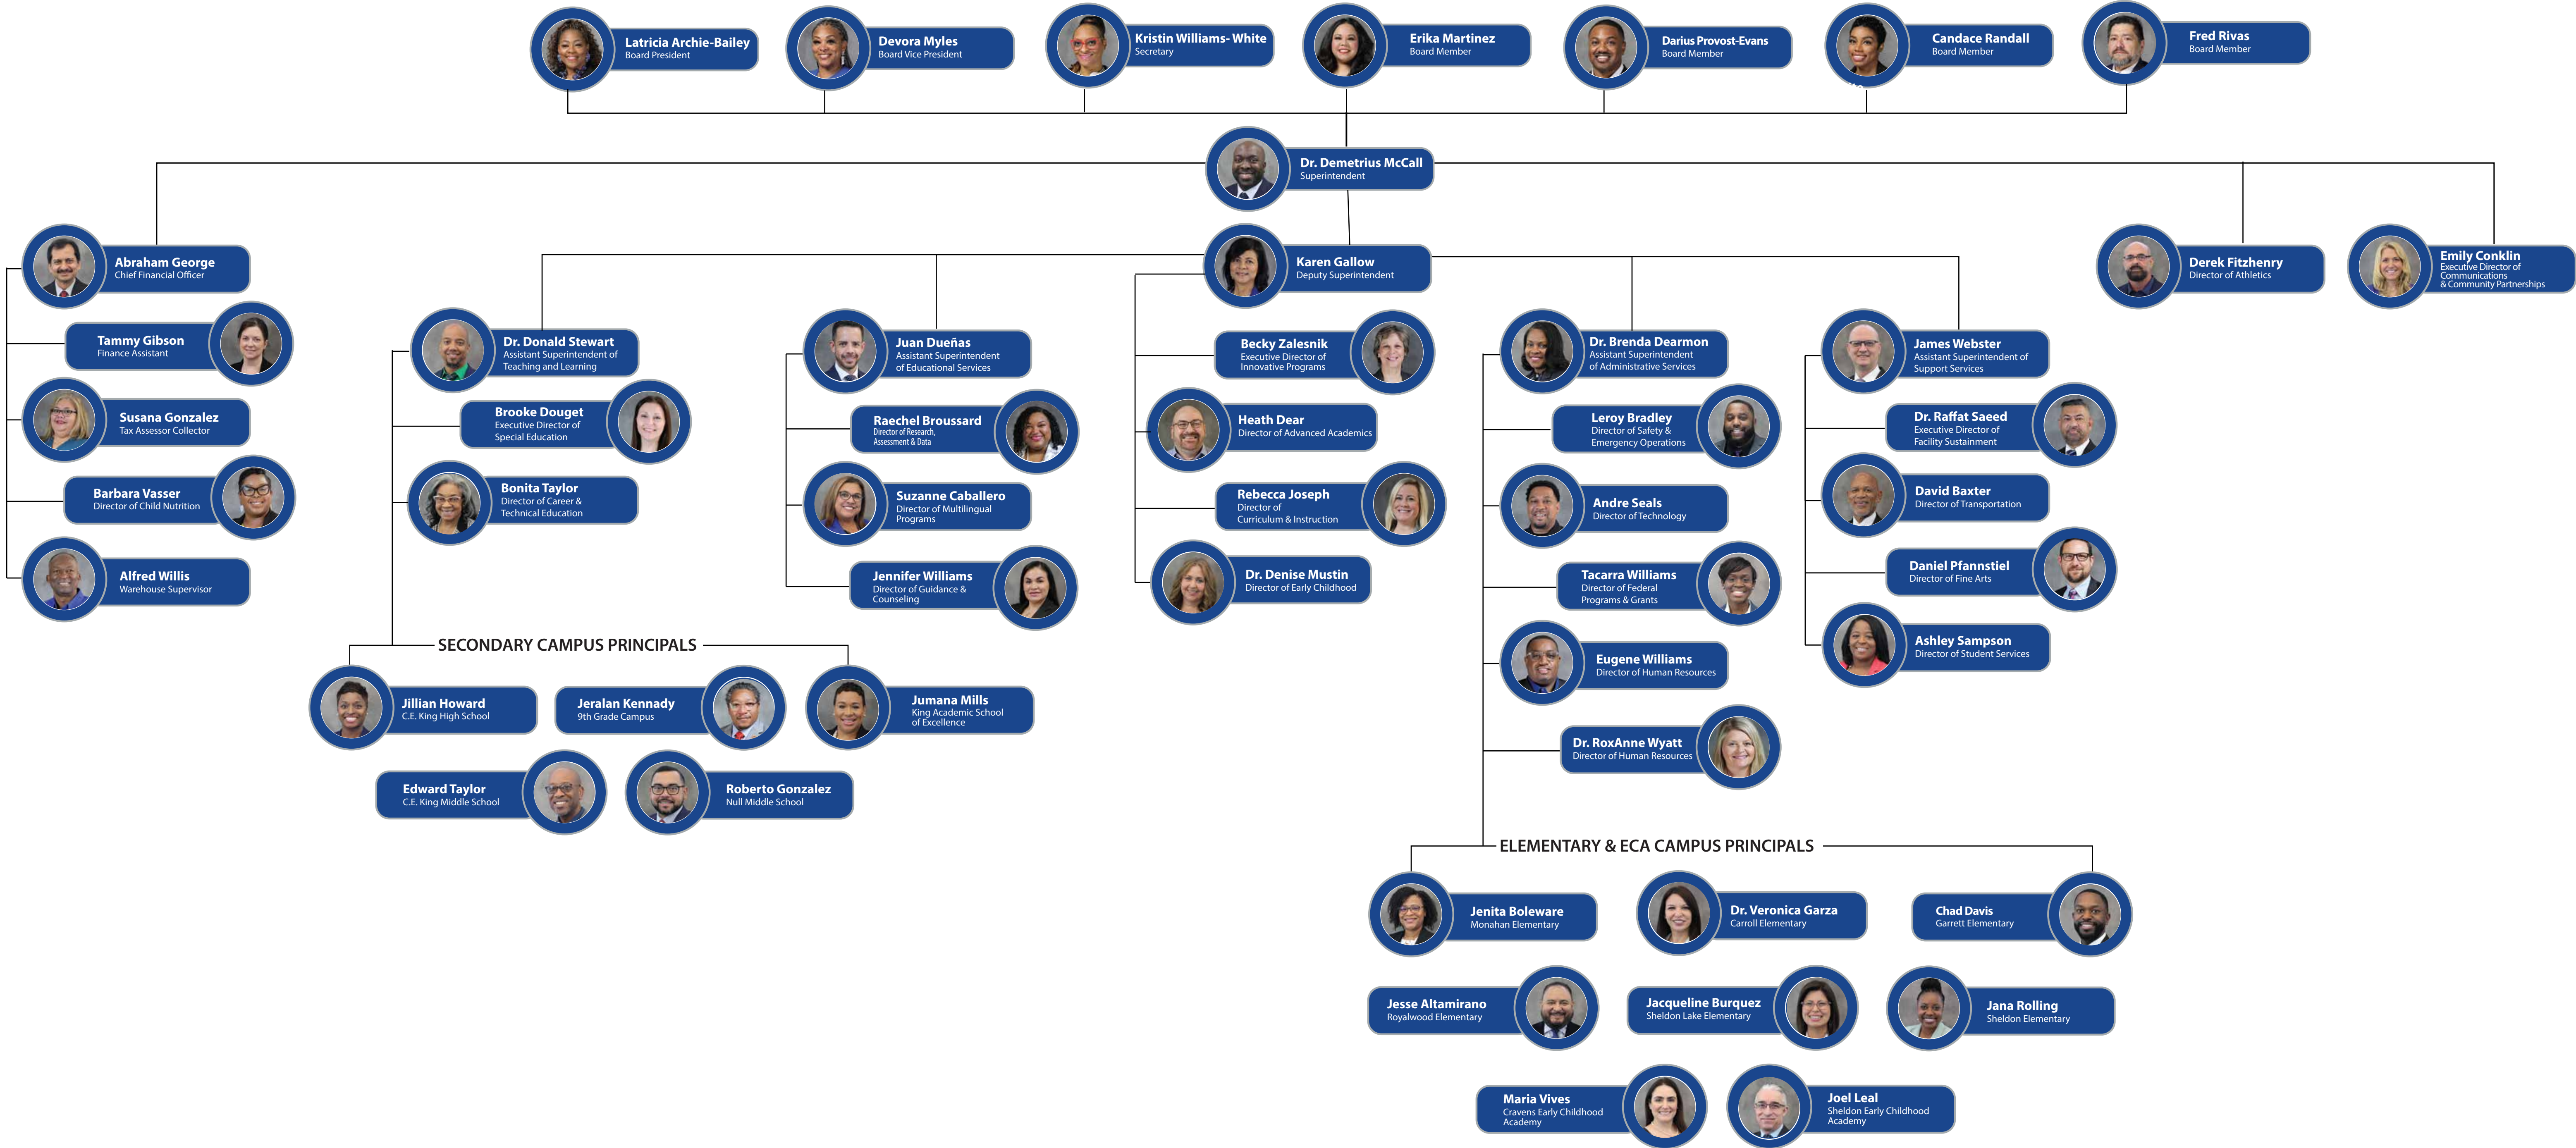 Latricia Archie-Bailey
Board President
Devora Myles
Board Vice President
Kristin Williams- White
Secretary
Erika Martinez
Board Member
Darius Provost-Evans
Board Member
Candace Randall
Board Member
Fred Rivas
Board Member
Dr. Demetrius McCall
Superintendent
Abraham George
Chief Financial Officer
Karen Gallow
Deputy Superintendent
Derek Fitzhenry
Director of Athletics
Emily Conklin
Executive Director of
Communications
& Community Partnerships
Tammy Gibson
Finance Assistant
Susana Gonzalez
Tax Assessor Collector
Barbara Vasser
Director of Child Nutrition
Alfred Willis
Warehouse Supervisor
Dr. Donald Stewart
Assistant Superintendent of
Teaching and Learning
Brooke Douget
Executive Director of
Special Education
Bonita Taylor
Director of Career &
Technical Education
Juan Dueñas
Assistant Superintendent
of Educational Services
Raechel Broussard
Director of Research,
Assessment & Data
Suzanne Caballero
Director of Multilingual
Programs
Jennifer Williams
Director of Guidance &
Counseling
Becky Zalesnik
Executive Director of
Innovative Programs
Heath Dear
Director of Advanced Academics
Rebecca Joseph
Director of
Curriculum & Instruction
Dr. Denise Mustin
Director of Early Childhood
Dr. Brenda Dearmon
Assistant Superintendent
of Administrative Services
Leroy Bradley
Director of Safety &
Emergency Operations
Andre Seals
Director of Technology
Tacarra Williams
Director of Federal
Programs & Grants
Eugene Williams
Director of Human Resources
Dr. RoxAnne Wyatt
Director of Human Resources
James Webster
Assistant Superintendent of
Support Services
Dr. Raffat Saeed
Executive Director of
Facility Sustainment
David Baxter
Director of Transportation
Daniel Pfannstiel
Director of Fine Arts
Ashley Sampson
Director of Student Services
SECONDARY CAMPUS PRINCIPALS
Jillian Howard
C.E. King High School
Jeralan Kennady
9th Grade Campus
Jumana Mills
King Academic School
of Excellence
Edward Taylor
C.E. King Middle School
Roberto Gonzalez
Null Middle School
ELEMENTARY & ECA CAMPUS PRINCIPALS
Jenita Boleware
Monahan Elementary
Dr. Veronica Garza
Carroll Elementary
Chad Davis
Garrett Elementary
Jesse Altamirano
Royalwood Elementary
Jacqueline Burquez
Sheldon Lake Elementary
Jana Rolling
Sheldon Elementary
Maria Vives
Cravens Early Childhood
Academy
Joel Leal
Sheldon Early Childhood
Academy